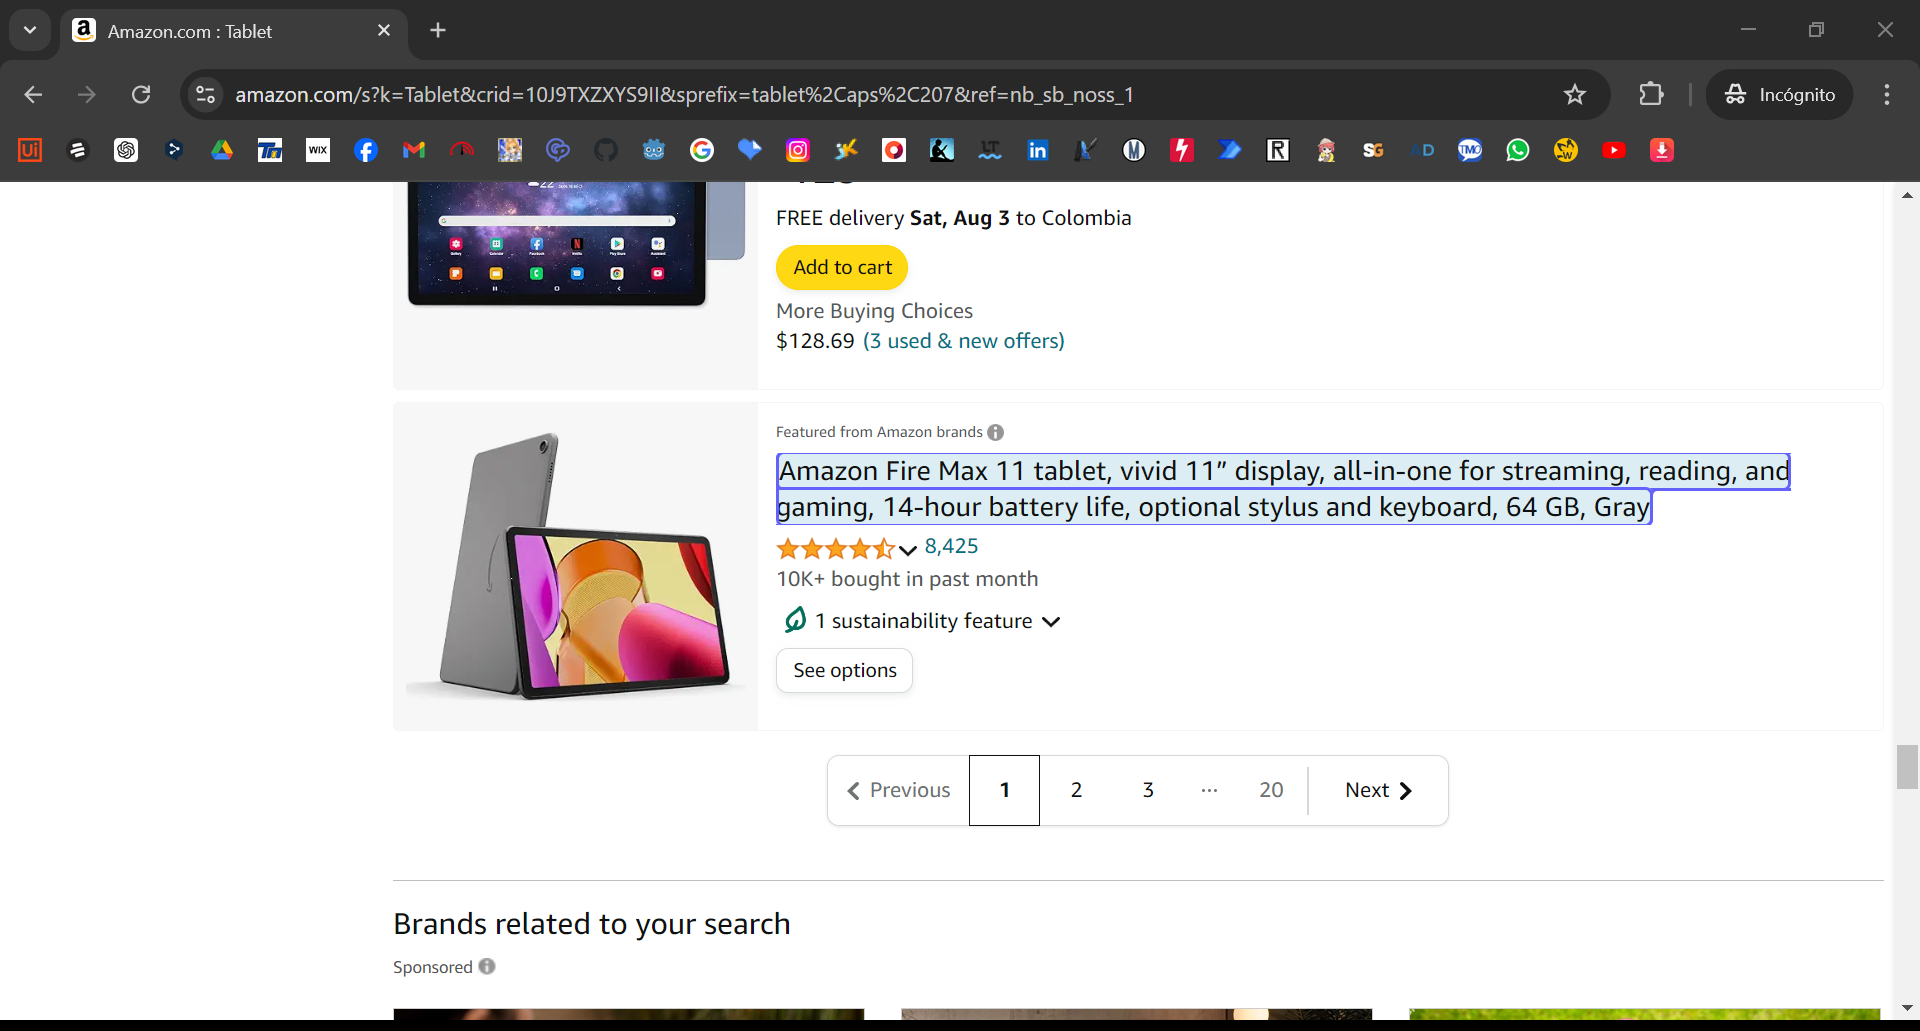 Amazon.com : Tablet
amazon.com/s?k=Tablet&crid=10J9TXZXYS9II&sprefix=tablet%2Caps%2C207&ref=nb_sb_noss_1
Incógnito
FREE delivery Sat, Aug 3 to Colombia
Add to cart
More Buying Choices
$128.69 (3 used & new offers)
Featured from Amazon brands
Amazon Fire Max 11 tablet, vivid 11” display, all-in-one for streaming, reading, and
gaming, 14-hour battery life, optional stylus and keyboard, 64 GB, Gray
8,425
10K+ bought in past month
1 sustainability feature
See options
Previous 1 2 3 ... 20 Next
Brands related to your search
Sponsored